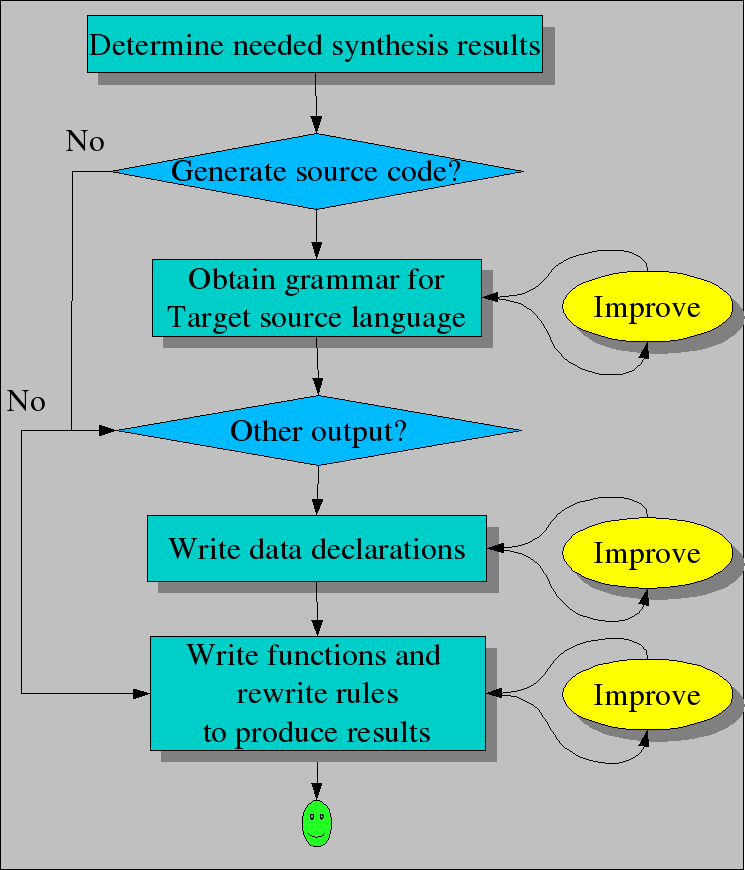 Determine needed synthesis results
No
Generate source code?
Obtain grammar for
Target source language
Improve
No
Other output?
Write data declarations
Improve
Write functions and
rewrite rules
to produce results
Improve